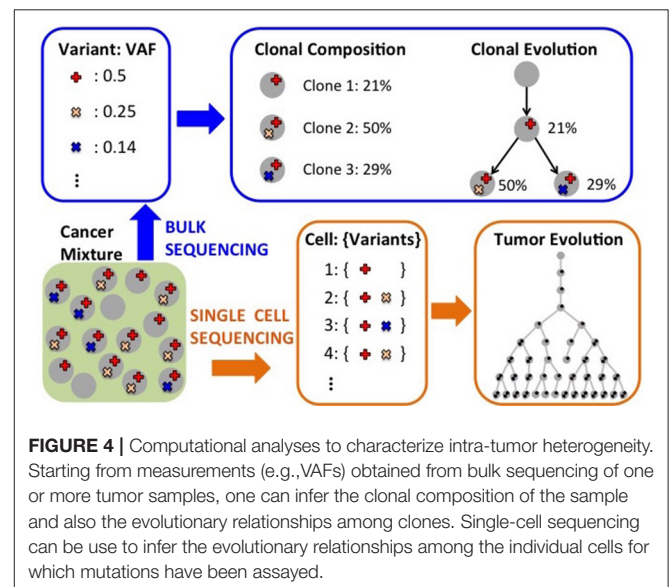 Variant: VAF
: 0.5
: 0.25
: 0.14
⋮
Clonal Composition
Clone 1: 21%
Clone 2: 50%
Clone 3: 29%
Clonal Evolution
21%
50%
29%
Cancer
Mixture
BULK
SEQUENCING
SINGLE CELL
SEQUENCING
Cell: {Variants}
1: { }
2: { }
3: { }
4: { }
⋮
Tumor Evolution
FIGURE 4 | Computational analyses to characterize intra-tumor heterogeneity.
Starting from measurements (e.g.,VAFs) obtained from bulk sequencing of one
or more tumor samples, one can infer the clonal composition of the sample
and also the evolutionary relationships among clones. Single-cell sequencing
can be use to infer the evolutionary relationships among the individual cells for
which mutations have been assayed.